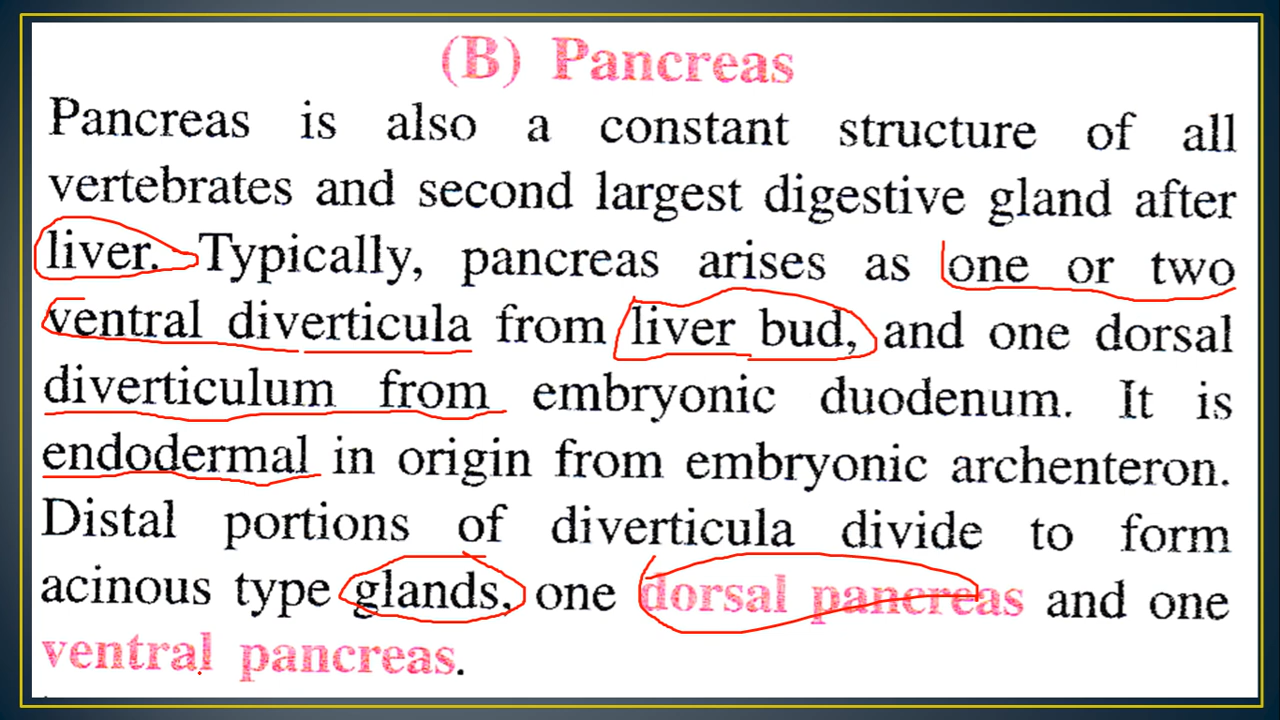 (B) Pancreas
Pancreas is also a constant structure of all
vertebrates and second largest digestive gland after
liver. Typically, pancreas arises as one or two
ventral diverticula from liver bud, and one dorsal
diverticulum from embryonic duodenum. It is
endodermal in origin from embryonic archenteron.
Distal portions of diverticula divide to form
acinous type glands, one dorsal pancreas and one
ventral pancreas.